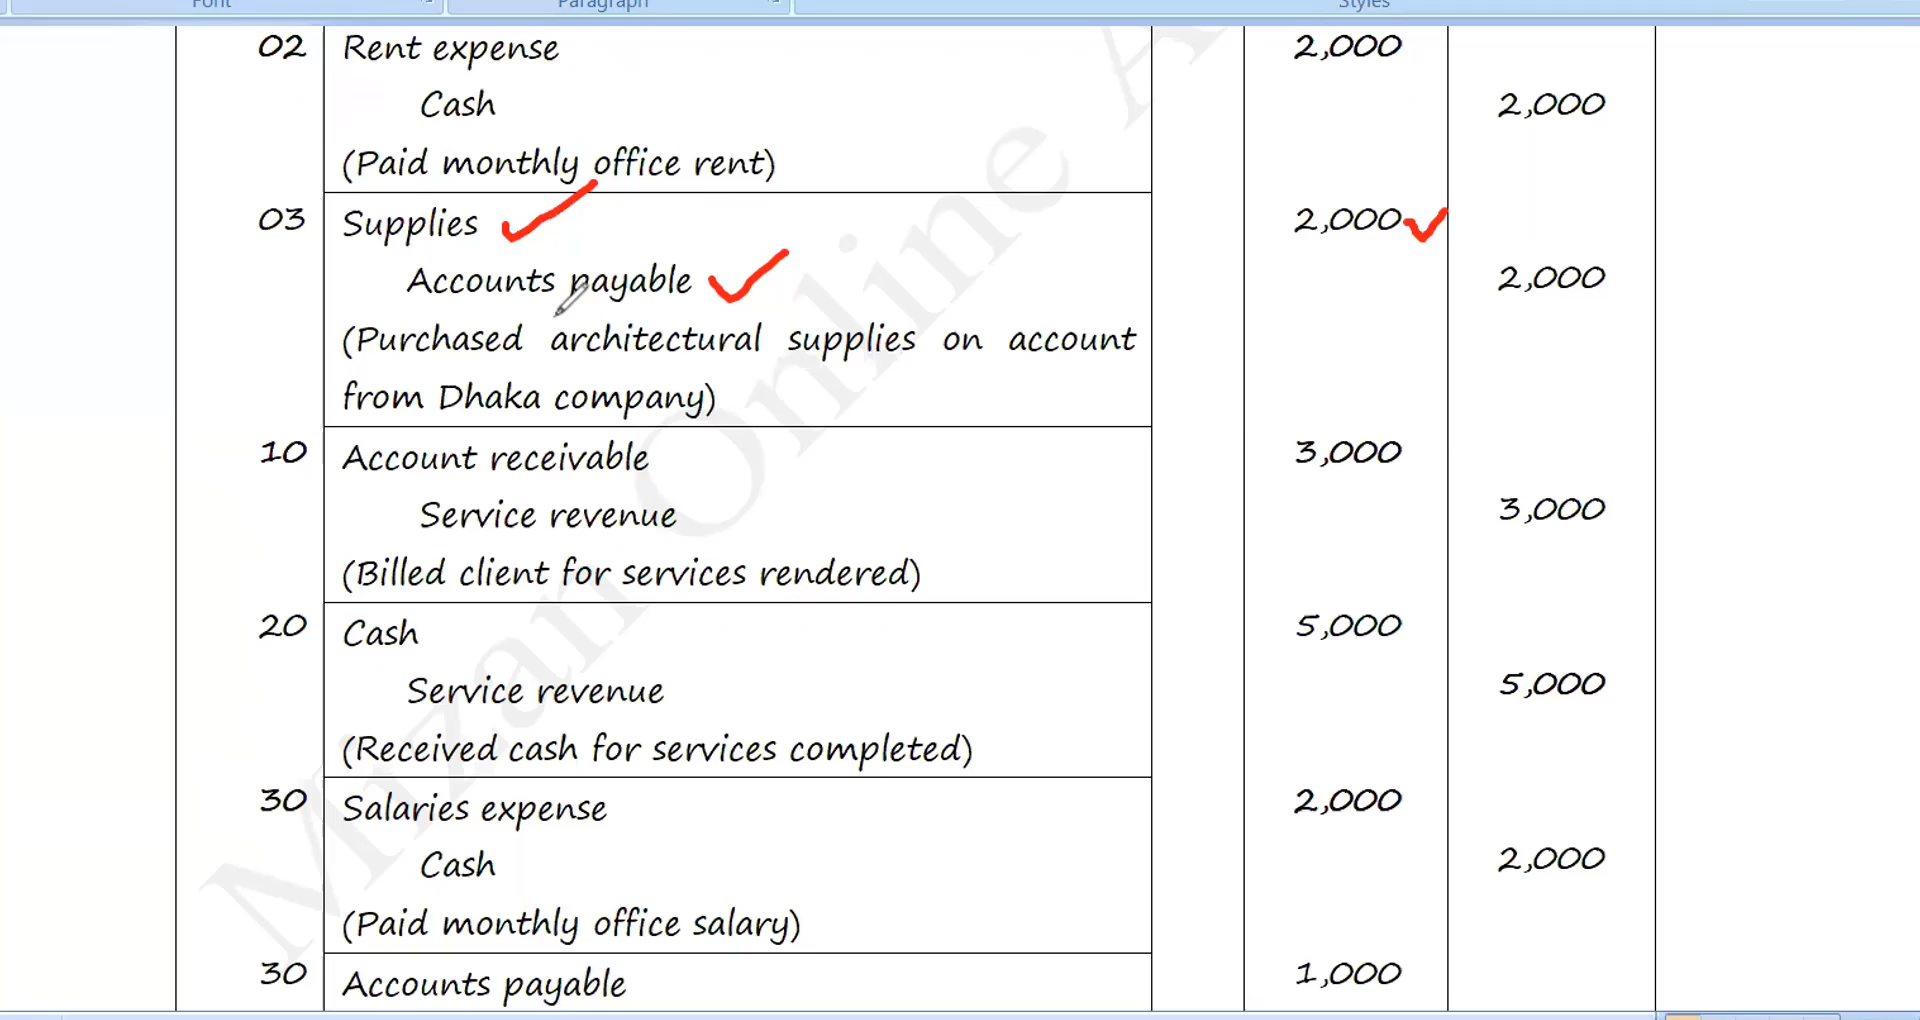 Font Paragraph Styles
02 Rent expense 2,000
Cash 2,000
(Paid monthly office rent)
03 Supplies 2,000
Accounts payable 2,000
(Purchased architectural supplies on account
from Dhaka company)
10 Account receivable 3,000
Service revenue 3,000
(Billed client for services rendered)
20 Cash 5,000
Service revenue 5,000
(Received cash for services completed)
30 Salaries expense 2,000
Cash 2,000
(Paid monthly office salary)
30 Accounts payable 1,000
Mizan Online A